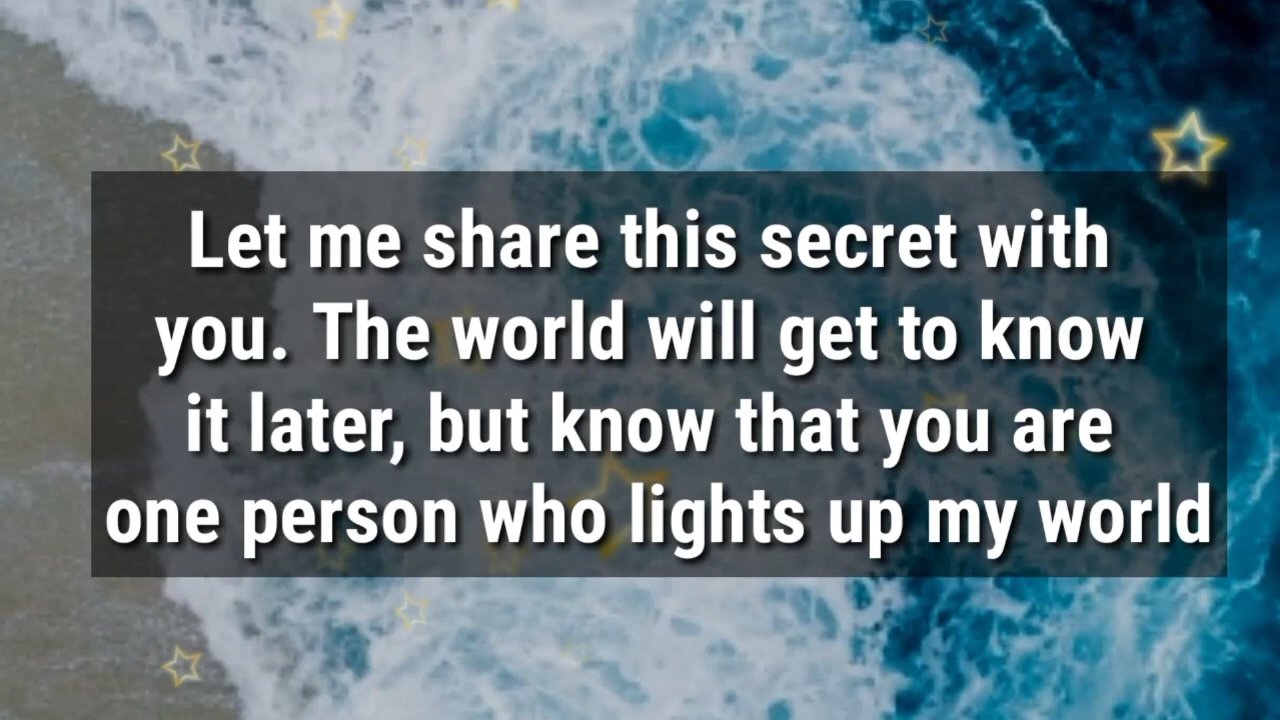 Let me share this secret with
you. The world will get to know
it later, but know that you are
one person who lights up my world